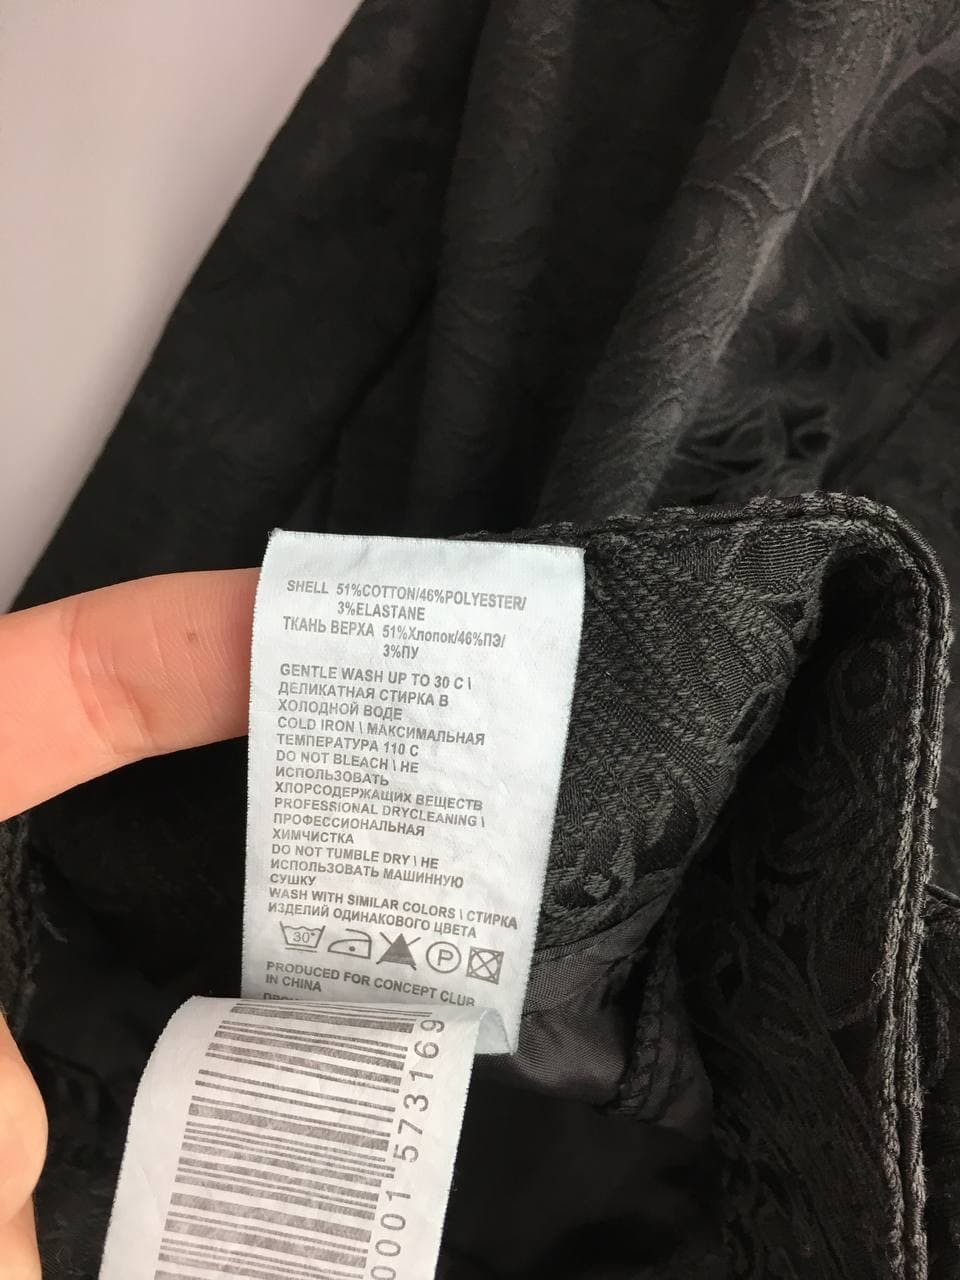 SHELL 51%COTTON/46%POLYESTER/
3%ELASTANE
ТКАНЬ ВЕРХА 51%Хлопок/46%ПЭ/
3%ПУ
GENTLE WASH UP TO 30 C \
ДЕЛИКАТНАЯ СТИРКА В
ХОЛОДНОЙ ВОДЕ
COLD IRON \ МАКСИМАЛЬНАЯ
ТЕМПЕРАТУРА 110 С
DO NOT BLEACH \ НЕ
ИСПОЛЬЗОВАТЬ
ХЛОРСОДЕРЖАЩИХ ВЕЩЕСТВ
PROFESSIONAL DRYCLEANING \
ПРОФЕССИОНАЛЬНАЯ
ХИМЧИСТКА
DO NOT TUMBLE DRY \ НЕ
ИСПОЛЬЗОВАТЬ МАШИННУЮ
СУШКУ
WASH WITH SIMILAR COLORS \ СТИРКА
ИЗДЕЛИЙ ОДИНАКОВОГО ЦВЕТА
30° P
PRODUCED FOR CONCEPT CLUB
IN CHINA
0001 573169